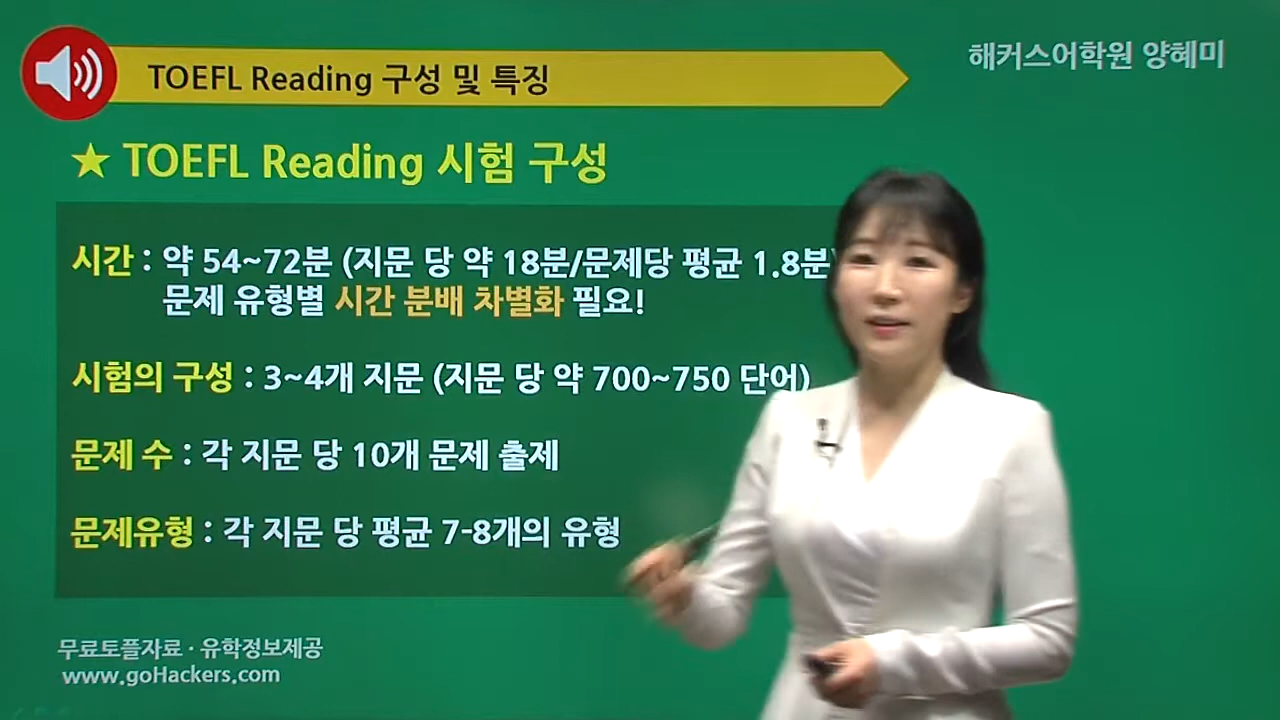 TOEFL Reading 구성 및 특징
해커스어학원 양혜미
★ TOEFL Reading 시험 구성
시간 : 약 54~72분 (지문 당 약 18분/문제당 평균 1.8분)
문제 유형별 시간 분배 차별화 필요!
시험의 구성 : 3~4개 지문 (지문 당 약 700~750 단어)
문제 수 : 각 지문 당 10개 문제 출제
문제유형 : 각 지문 당 평균 7-8개의 유형
무료토플자료 · 유학정보제공
www.goHackers.com